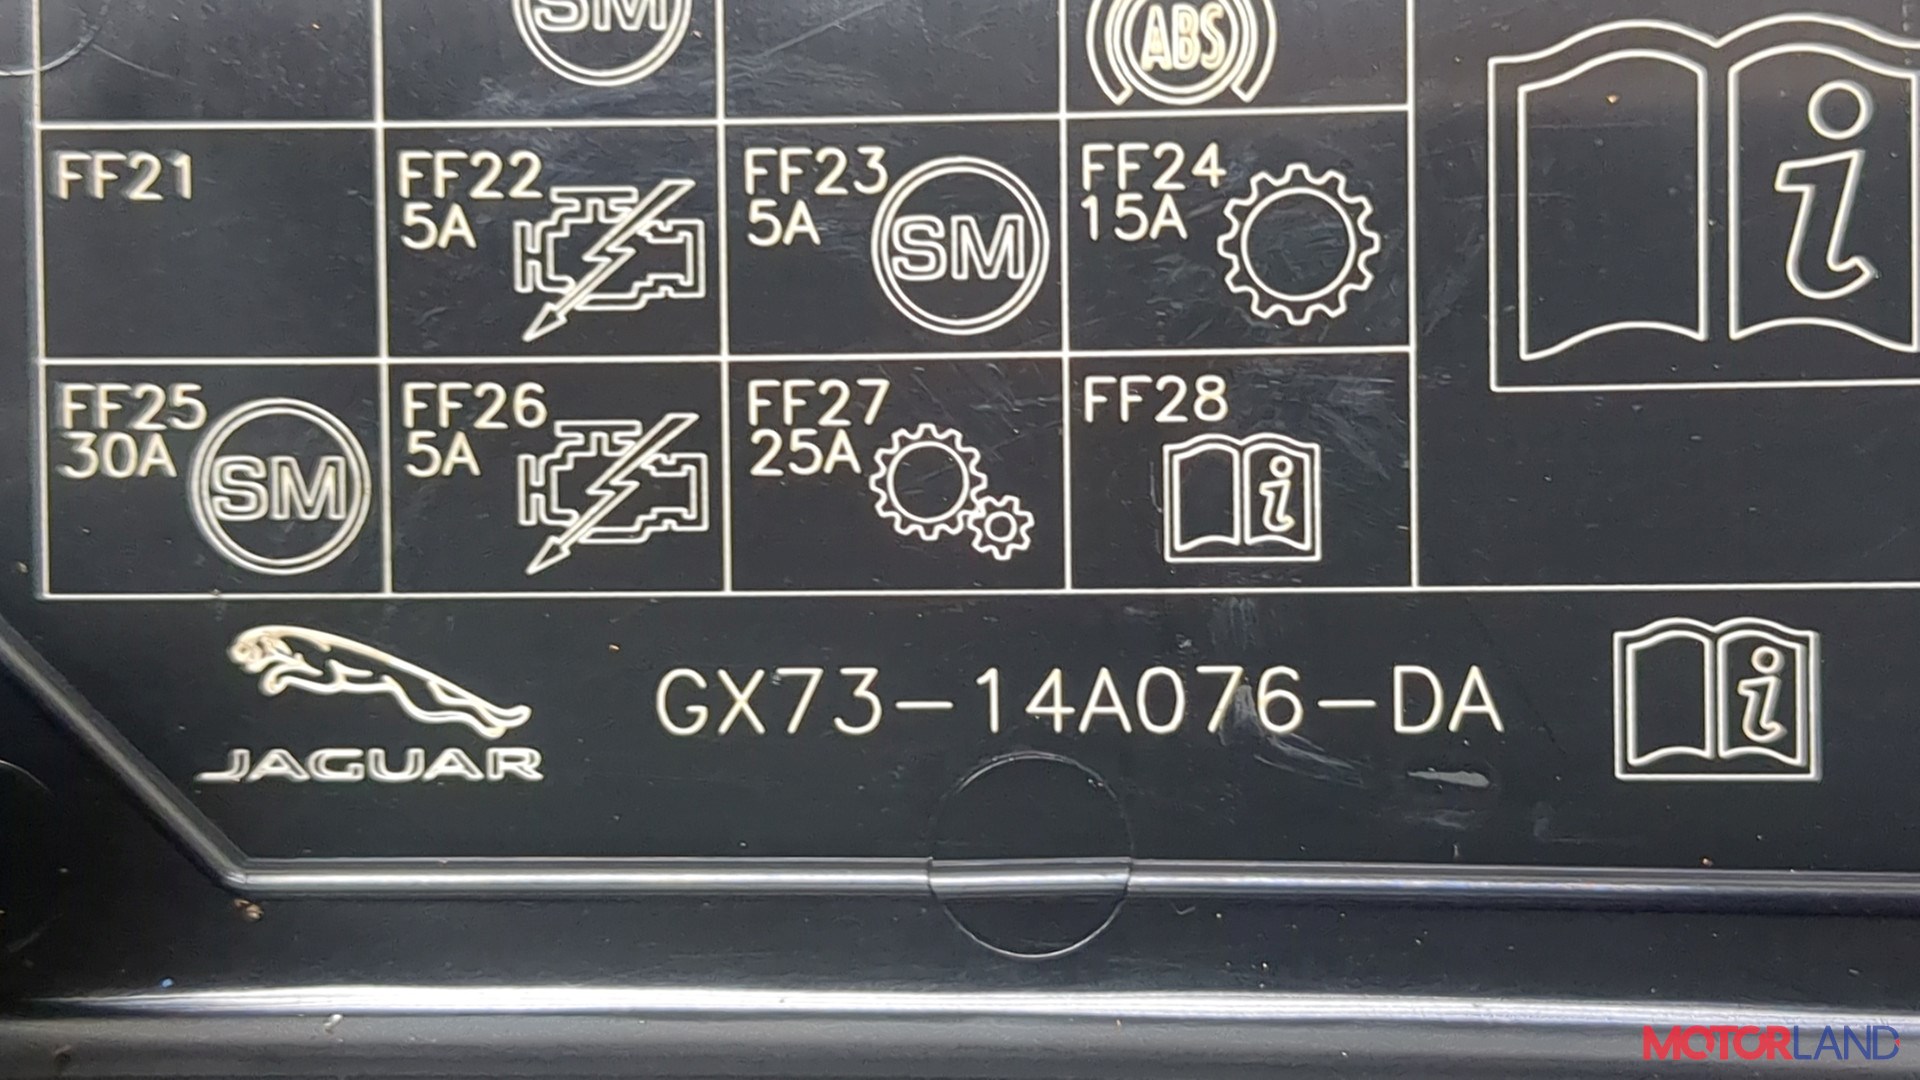 SM
ABS
FF21
FF22
5A
FF23
5A
SM
FF24
15A
i
FF25
30A
SM
FF26
5A
FF27
25A
FF28
i
JAGUAR
GX73-14A076-DA
i
MOTORLAND